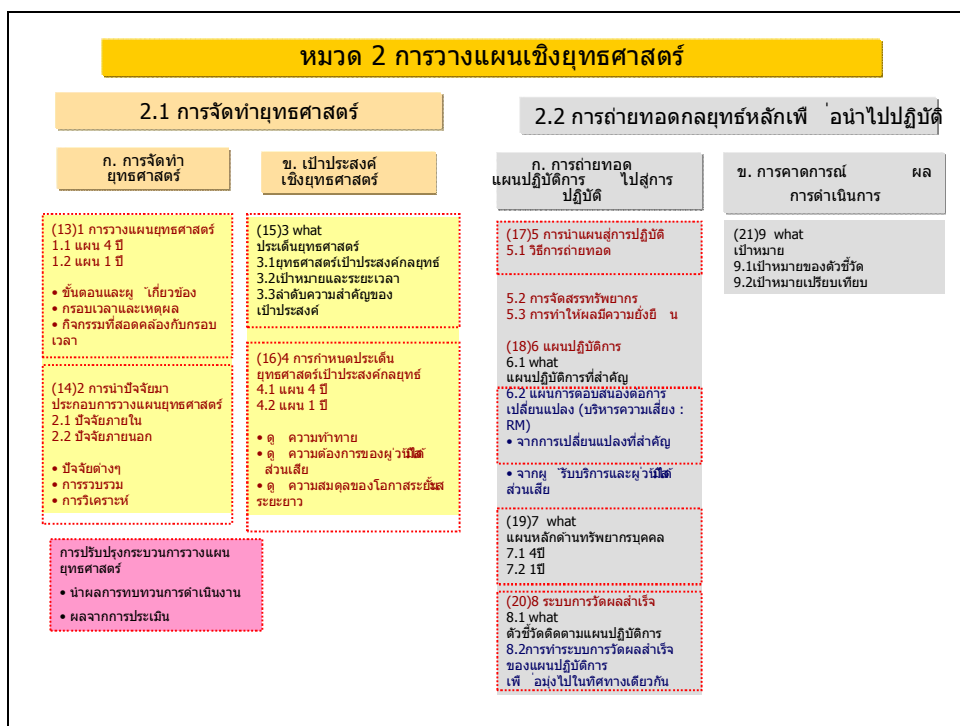 หมวด 2 การวางแผนเชิงยุทธศาสตร์
2.1 การจัดทำยุทธศาสตร์
ก. การจัดทำ
ยุทธศาสตร์
(13)1 การวางแผนยุทธศาสตร์
1.1 แผน 4 ปี
1.2 แผน 1 ปี
• ขั้นตอนและผู้เกี่ยวข้อง
• กรอบเวลาและเหตุผล
• กิจกรรมที่สอดคล้องกับกรอบ
เวลา
(14)2 การนำปัจจัยมา
ประกอบการวางแผนยุทธศาสตร์
2.1 ปัจจัยภายใน
2.2 ปัจจัยภายนอก
• ปัจจัยต่างๆ
• การรวบรวม
• การวิเคราะห์
การปรับปรุงกระบวนการวางแผน
ยุทธศาสตร์
• นำผลการทบทวนการดำเนินงาน
• ผลจากการประเมิน
ข. เป้าประสงค์
เชิงยุทธศาสตร์
(15)3 what
ประเด็นยุทธศาสตร์
3.1ยุทธศาสตร์เป้าประสงค์กลยุทธ์
3.2เป้าหมายและระยะเวลา
3.3ลำดับความสำคัญของ
เป้าประสงค์
(16)4 การกำหนดประเด็น
ยุทธศาสตร์เป้าประสงค์กลยุทธ์
4.1 แผน 4 ปี
4.2 แผน 1 ปี
• ดู ความท้าทาย
• ดู ความต้องการของ
ส่วนเสีย
• ดู ความสมดุลของโอกาส
ระยะยาว
2.2 การถ่ายทอดกลยุทธ์หลักเพื่อนำไปปฏิบัติ
ก. การถ่ายทอด
แผนปฏิบัติการ ไปสู่การ
ปฏิบัติ
(17)5 การนำแผนสู่การปฏิบัติ
5.1 วิธีการถ่ายทอด
5.2 การจัดสรรทรัพยากร
5.3 การทำให้ผลมีความยั่งยืน
(18)6 แผนปฏิบัติการ
6.1 what
แผนปฏิบัติการที่สำคัญ
6.2 แผนการตอบสนองต่อการ
เปลี่ยนแปลง (บริหารความเสี่ยง :
RM)
• จากการเปลี่ยนแปลงที่สำคัญ
• จากผู้รับบริการและ
ส่วนเสีย
(19)7 what
แผนหลักด้านทรัพยากรบุคคล
7.1 4ปี
7.2 1ปี
(20)8 ระบบการวัดผลสำเร็จ
8.1 what
ตัวชี้วัดติดตามแผนปฏิบัติการ
8.2การทำระบบการวัดผลสำเร็จ
ของแผนปฏิบัติการ
เพื่อมุ่งไปในทิศทางเดียวกัน
ข. การคาดการณ์ ผล
การดำเนินการ
(21)9 what
เป้าหมาย
9.1เป้าหมายของตัวชี้วัด
9.2เป้าหมายเปรียบเทียบ